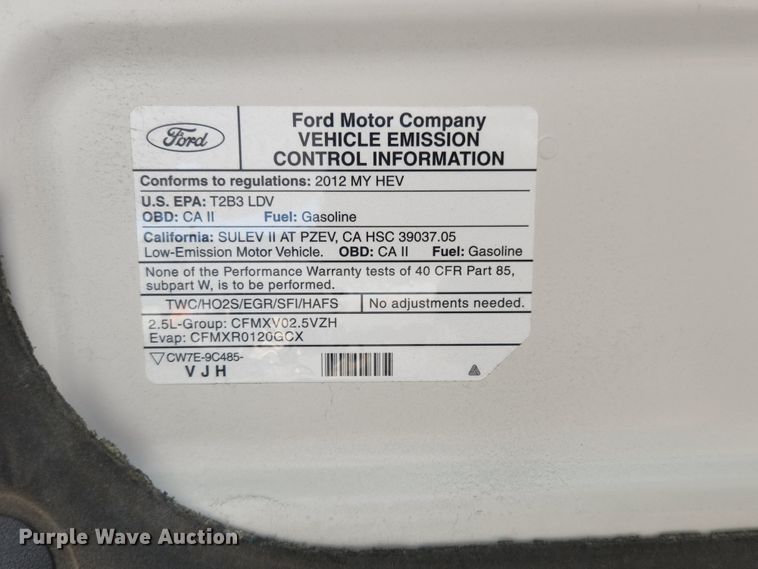 Ford
Ford Motor Company
VEHICLE EMISSION
CONTROL INFORMATION
Conforms to regulations: 2012 MY HEV
U.S. EPA: T2B3 LDV
OBD: CA II Fuel: Gasoline
California: SULEV II AT PZEV, CA HSC 39037.05
Low-Emission Motor Vehicle. OBD: CA II Fuel: Gasoline
None of the Performance Warranty tests of 40 CFR Part 85,
subpart W, is to be performed.
TWC/HO2S/EGR/SFI/HAFS No adjustments needed.
2.5L-Group: CFMXV02.5VZH
Evap: CFMXR0120GCX
CW7E-9C485-
V J H
Purple Wave Auction